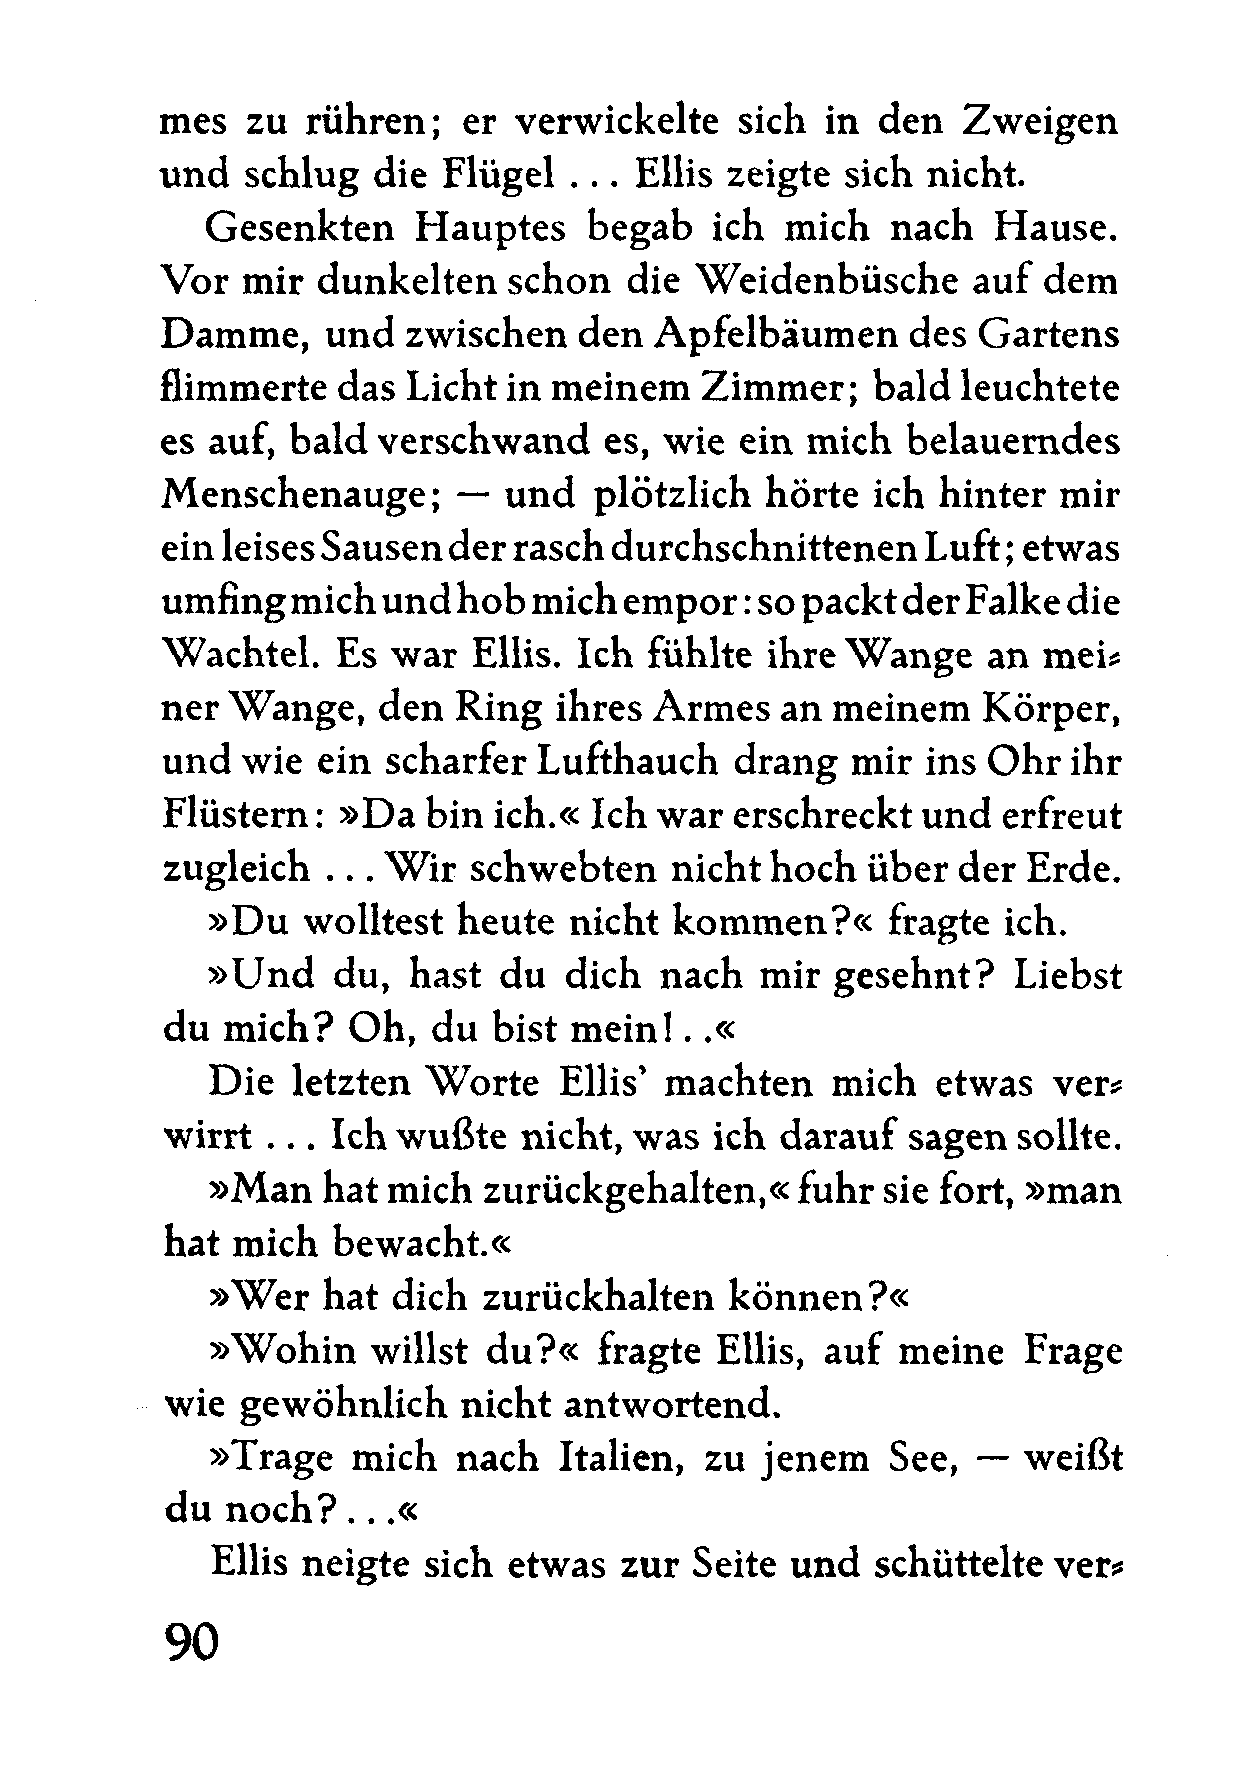 mes zu rühren; er verwickelte sich in den Zweigen
und schlug die Flügel . . . Ellis zeigte sich nicht.
Gesenkten Hauptes begab ich mich nach Hause.
Vor mir dunkelten schon die Weidenbüsche auf dem
Damme, und zwischen den Apfelbäumen des Gartens
flimmerte das Licht in meinem Zimmer; bald leuchtete
es auf, bald verschwand es, wie ein mich belauerndes
Menschenauge; — und plötzlich hörte ich hinter mir
ein leises Sausen der rasch durchschnittenen Luft; etwas
umfing mich und hob mich empor: so packt der Falke die
Wachtel. Es war Ellis. Ich fühlte ihre Wange an mei⸗
ner Wange, den Ring ihres Armes an meinem Körper,
und wie ein scharfer Lufthauch drang mir ins Ohr ihr
Flüstern: »Da bin ich.« Ich war erschreckt und erfreut
zugleich . . . Wir schwebten nicht hoch über der Erde.
»Du wolltest heute nicht kommen?« fragte ich.
»Und du, hast du dich nach mir gesehnt? Liebst
du mich? Oh, du bist mein! . .«
Die letzten Worte Ellis’ machten mich etwas ver⸗
wirrt . . . Ich wußte nicht, was ich darauf sagen sollte.
»Man hat mich zurückgehalten,« fuhr sie fort, »man
hat mich bewacht.«
»Wer hat dich zurückhalten können?«
»Wohin willst du?« fragte Ellis, auf meine Frage
wie gewöhnlich nicht antwortend.
»Trage mich nach Italien, zu jenem See, — weißt
du noch? . . .«
Ellis neigte sich etwas zur Seite und schüttelte ver⸗
90